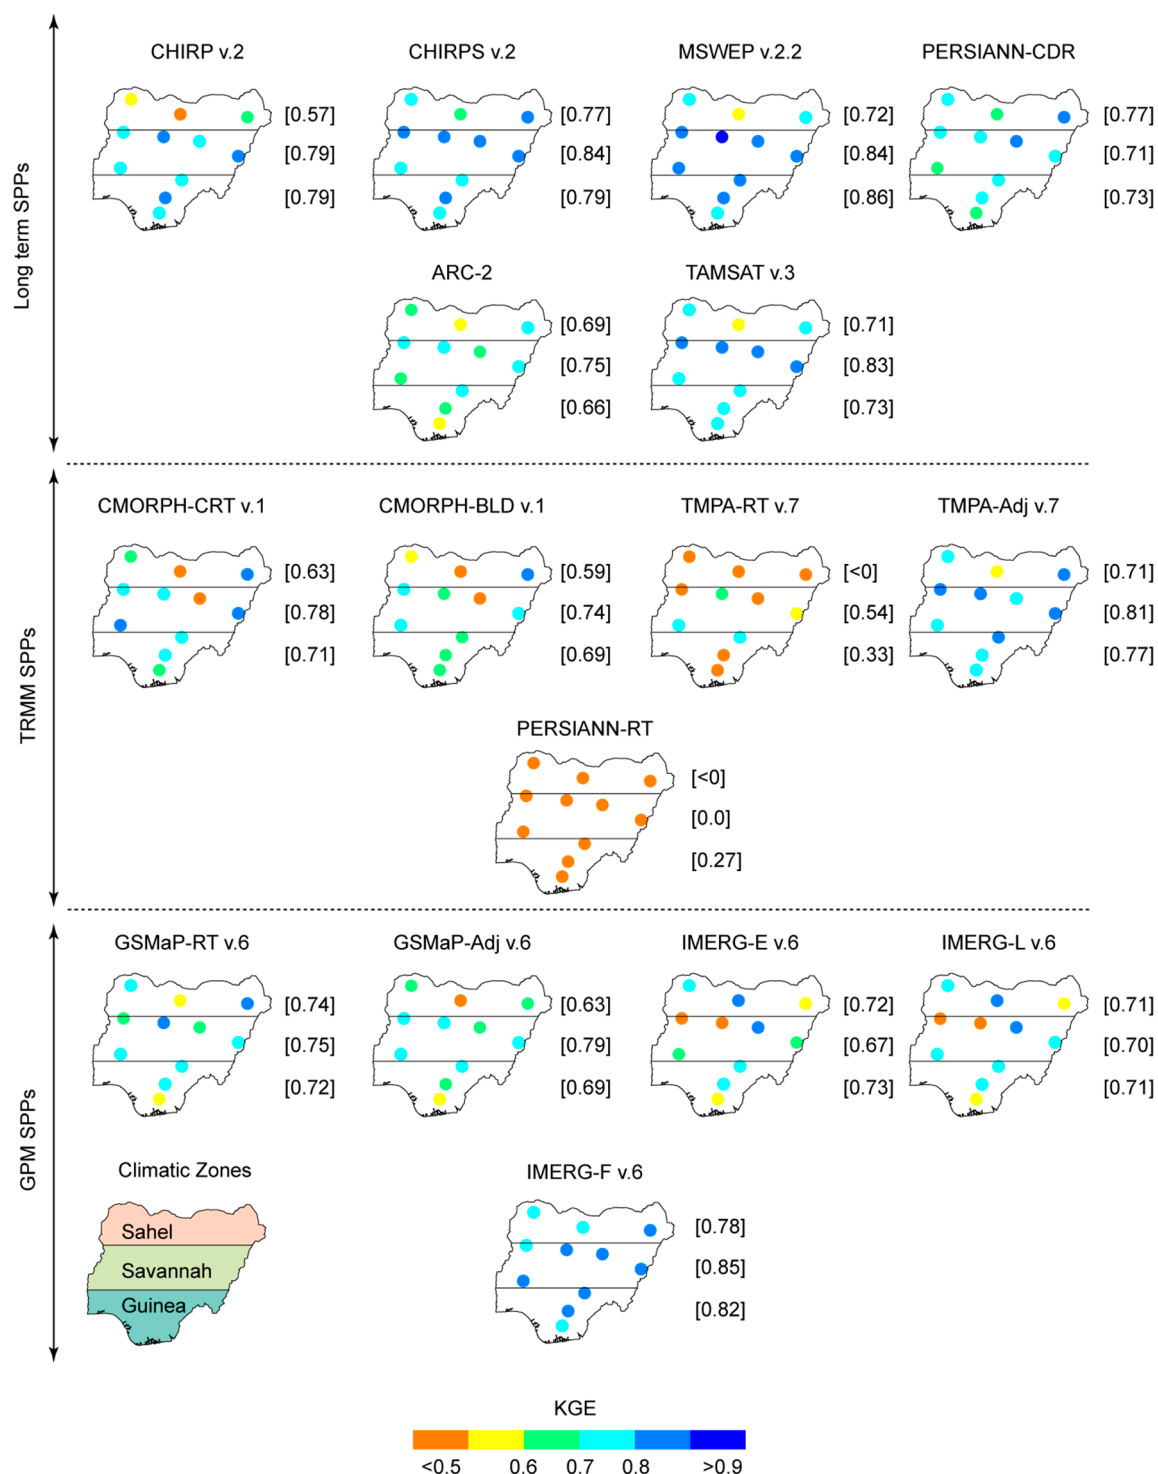 Long term SPPs
CHIRP v.2
[0.57]
[0.79]
[0.79]
CHIRPS v.2
[0.77]
[0.84]
[0.79]
MSWEP v.2.2
[0.72]
[0.84]
[0.86]
PERSIANN-CDR
[0.77]
[0.71]
[0.73]
ARC-2
[0.69]
[0.75]
[0.66]
TAMSAT v.3
[0.71]
[0.83]
[0.73]
TRMM SPPs
CMORPH-CRT v.1
[0.63]
[0.78]
[0.71]
CMORPH-BLD v.1
[0.59]
[0.74]
[0.69]
TMPA-RT v.7
[<0]
[0.54]
[0.33]
TMPA-Adj v.7
[0.71]
[0.81]
[0.77]
PERSIANN-RT
[<0]
[0.0]
[0.27]
GPM SPPs
GSMaP-RT v.6
[0.74]
[0.75]
[0.72]
GSMaP-Adj v.6
[0.63]
[0.79]
[0.69]
IMERG-E v.6
[0.72]
[0.67]
[0.73]
IMERG-L v.6
[0.71]
[0.70]
[0.71]
Climatic Zones
Sahel
Savannah
Guinea
IMERG-F v.6
[0.78]
[0.85]
[0.82]
KGE
<0.5 0.6 0.7 0.8 >0.9